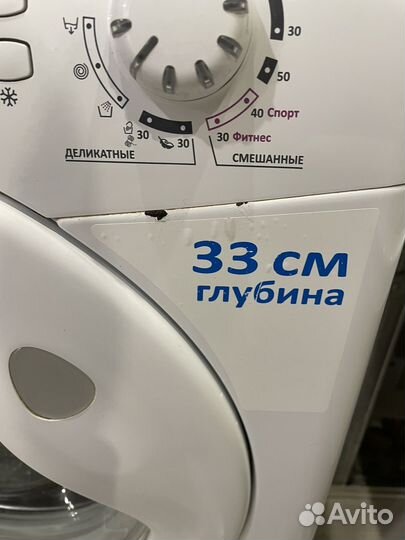 30
50
40 Спорт
30 Фитнес
30
30
ДЕЛИКАТНЫЕ
СМЕШАННЫЕ
33 см
глубина
Avito